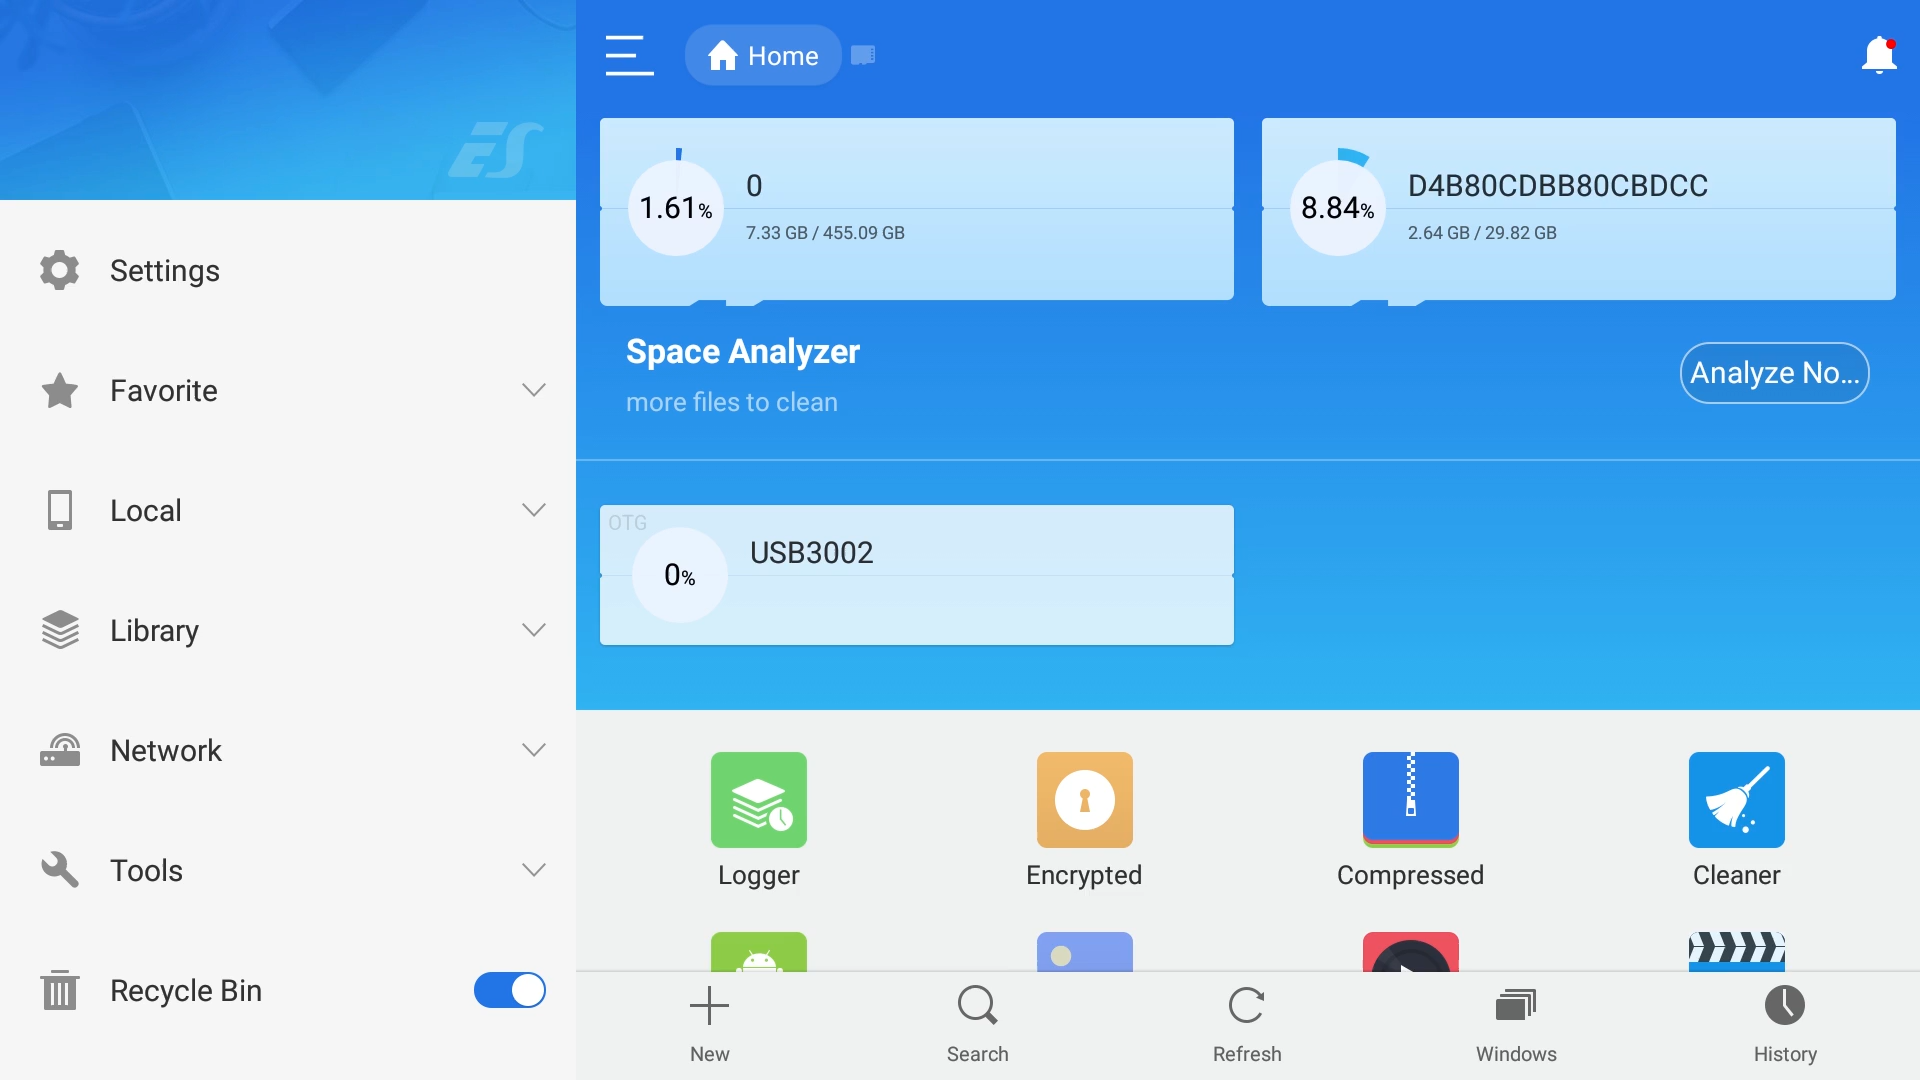 ES
Settings
Favorite
Local
Library
Network
Tools
Recycle Bin
Home
1.61%
0
7.33 GB / 455.09 GB
8.84%
D4B80CDBB80CBDCC
2.64 GB / 29.82 GB
Space Analyzer
more files to clean
Analyze No...
OTG
0%
USB3002
Logger
Encrypted
Compressed
Cleaner
New
Search
Refresh
Windows
History